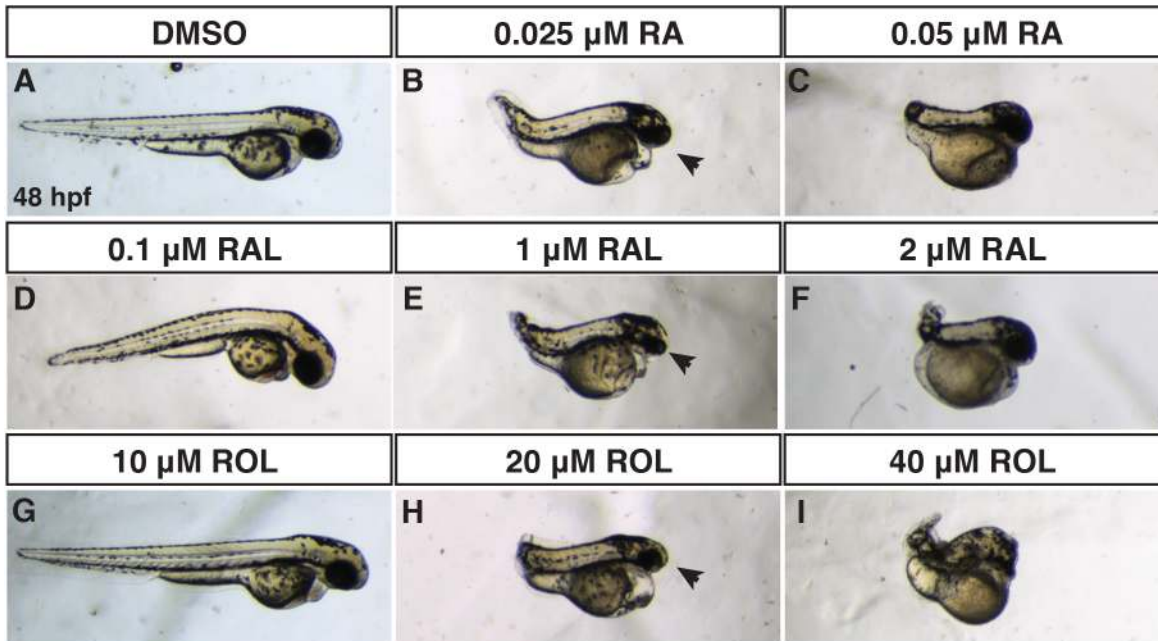 DMSO 0.025 µM RA 0.05 µM RA
A B C
48 hpf
0.1 µM RAL 1 µM RAL 2 µM RAL
D E F
10 µM ROL 20 µM ROL 40 µM ROL
G H I